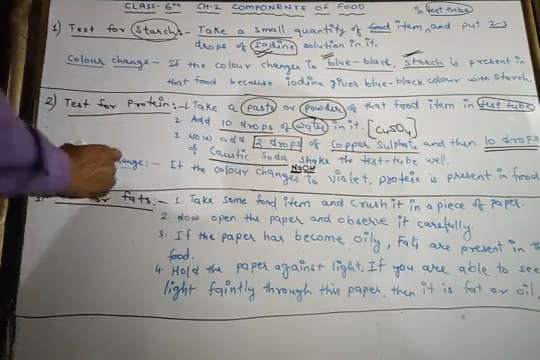 CLASS- 6th CH-2 COMPONENTS OF FOOD
in test tube
1) Test for Starch:- Take a small quantity of food item, and put 2-3
drops of Iodine solution in it.
Colour change - If the colour changes to blue-black, starch is present in
that food because iodine gives blue-black colour with starch.
2) Test for Protein:- 1. Take a paste or powder of that food item in test tube
2. Add 10 drops of water in it. [CuSO4]
3 Now add 2 drops of Copper Sulphate and then 10 drops
of Caustic Soda shake the test-tube well.
NaOH
change:- If the colour changes to violet, protein is present in food
for fats:- 1. Take some food item and crush it in a piece of paper.
2. Now open the paper and observe it carefully.
3. If the paper has become oily, Fats are present in th
food.
4. Hold the paper against light. If you are able to see
light faintly through this paper, then it is fat or oil.